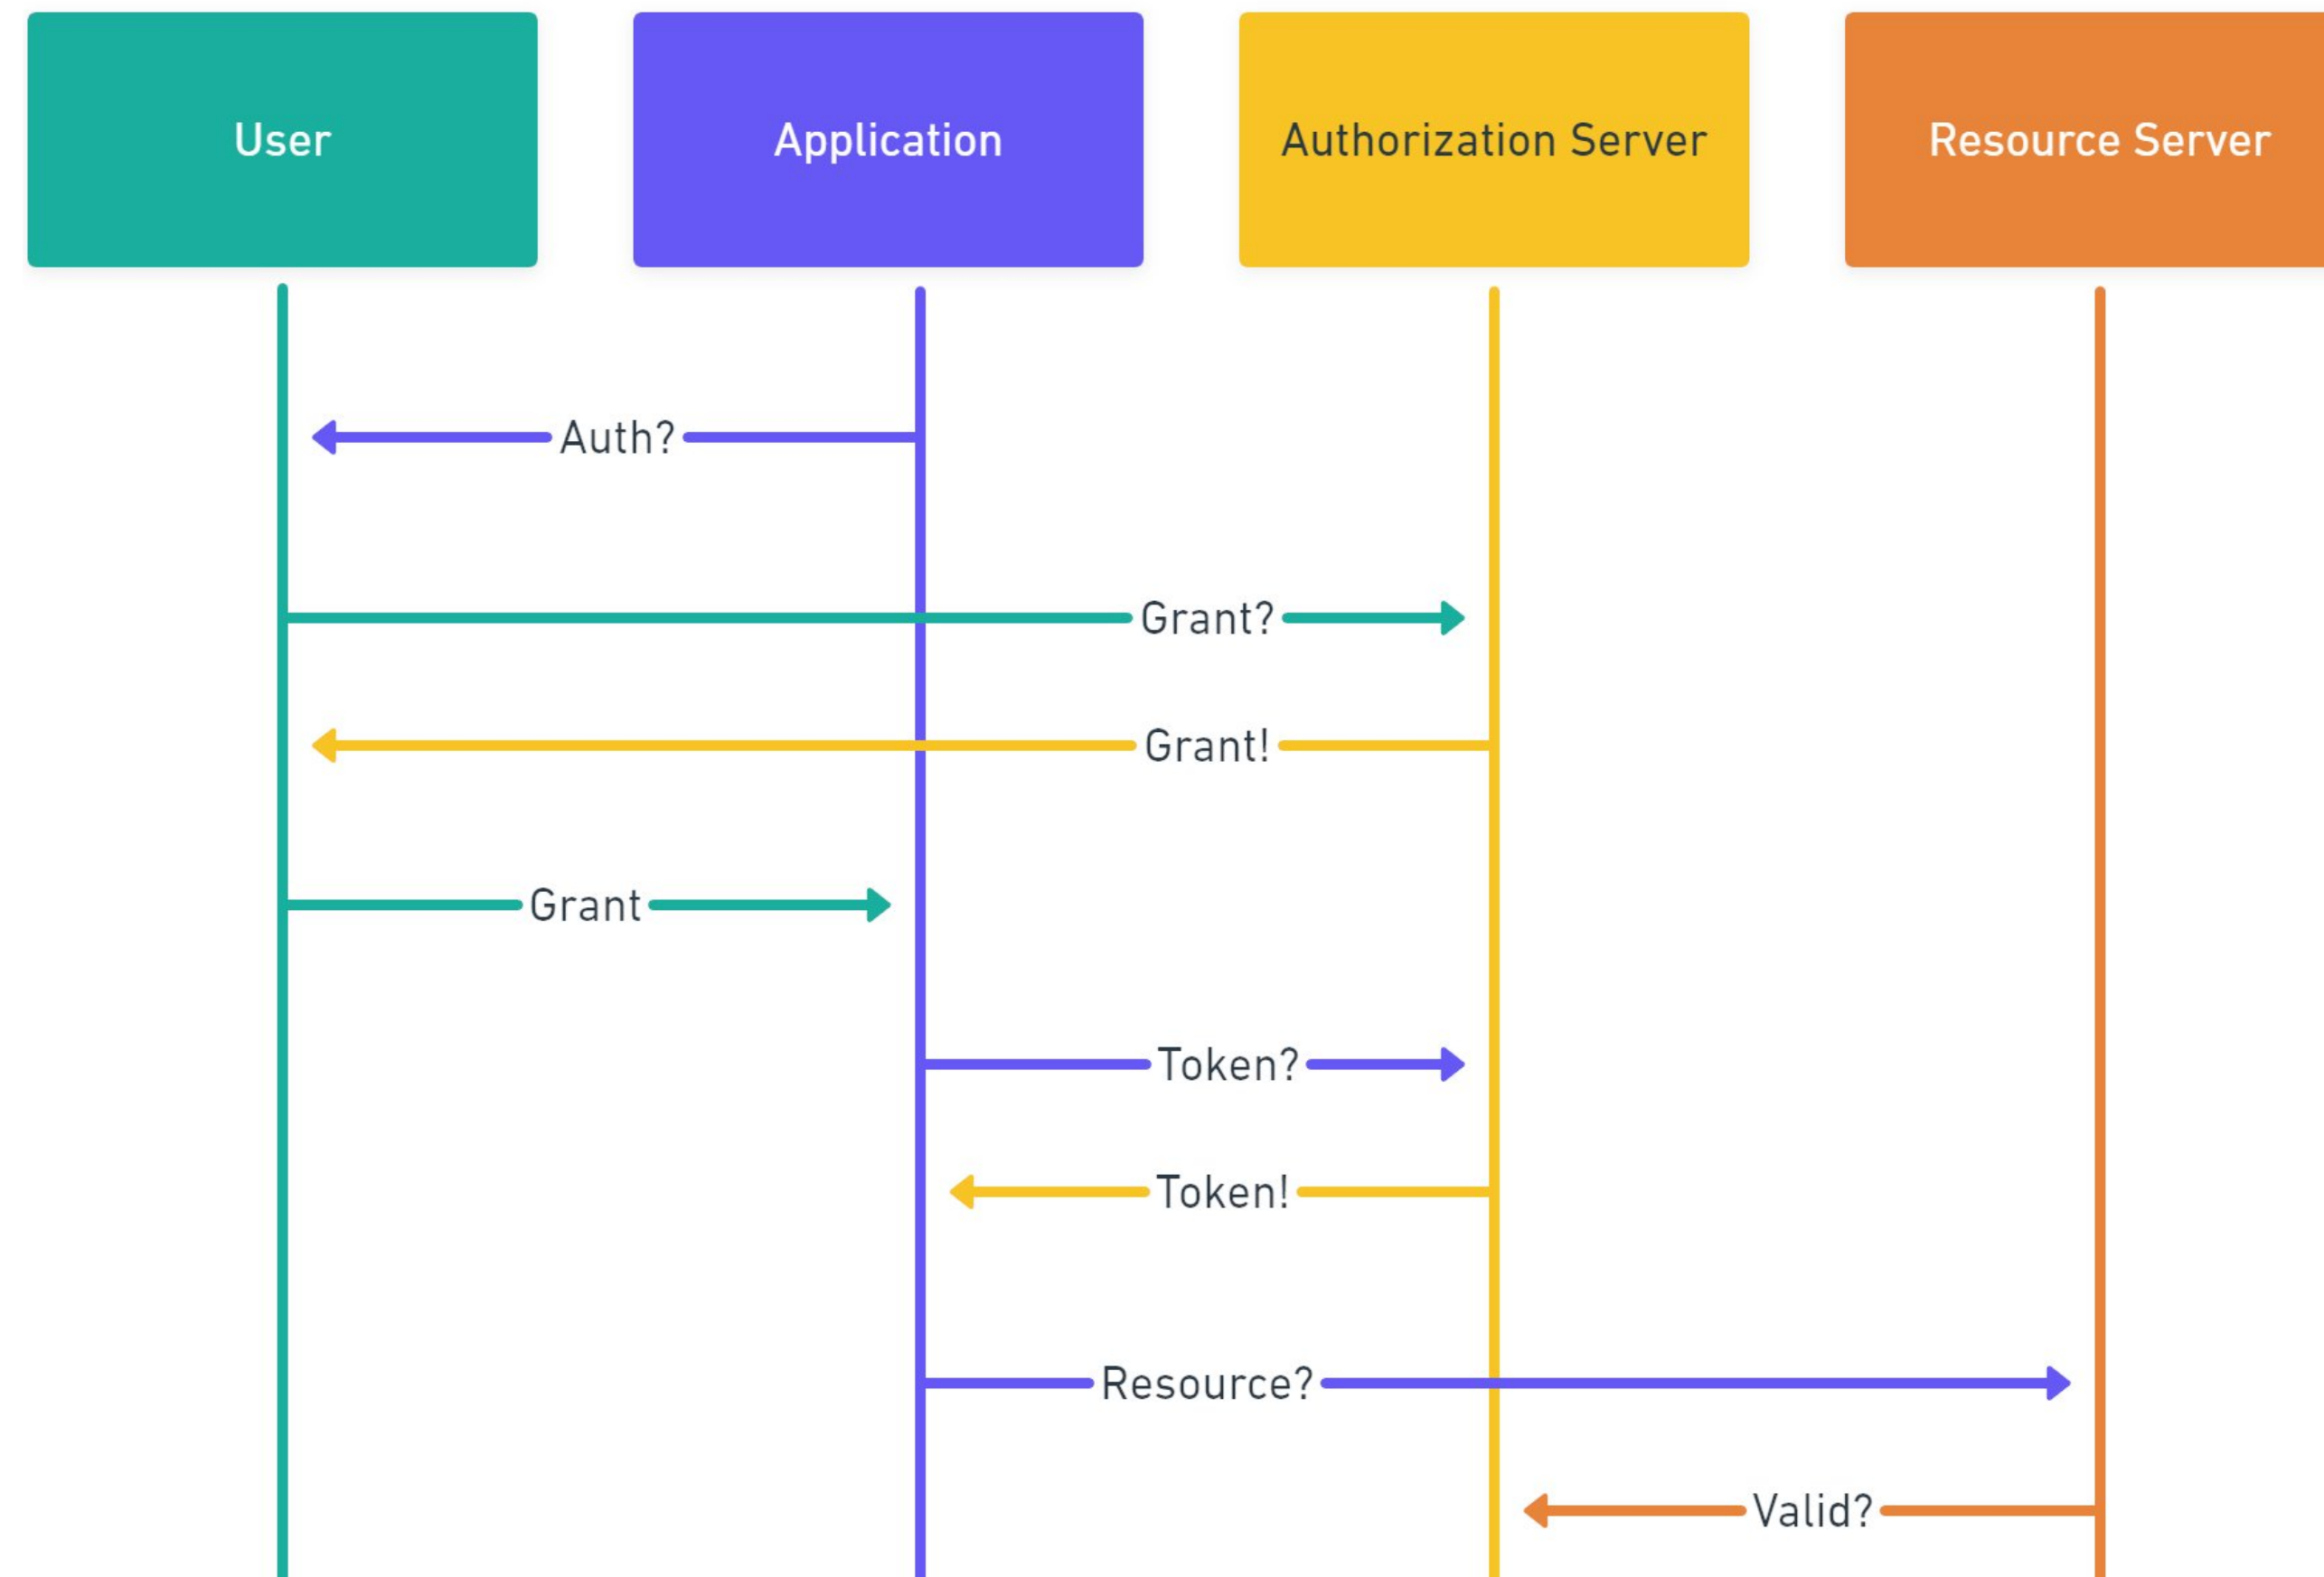 User
Application
Authorization Server
Resource Server
Auth?
Grant?
Grant!
Grant
Token?
Token!
Resource?
Valid?